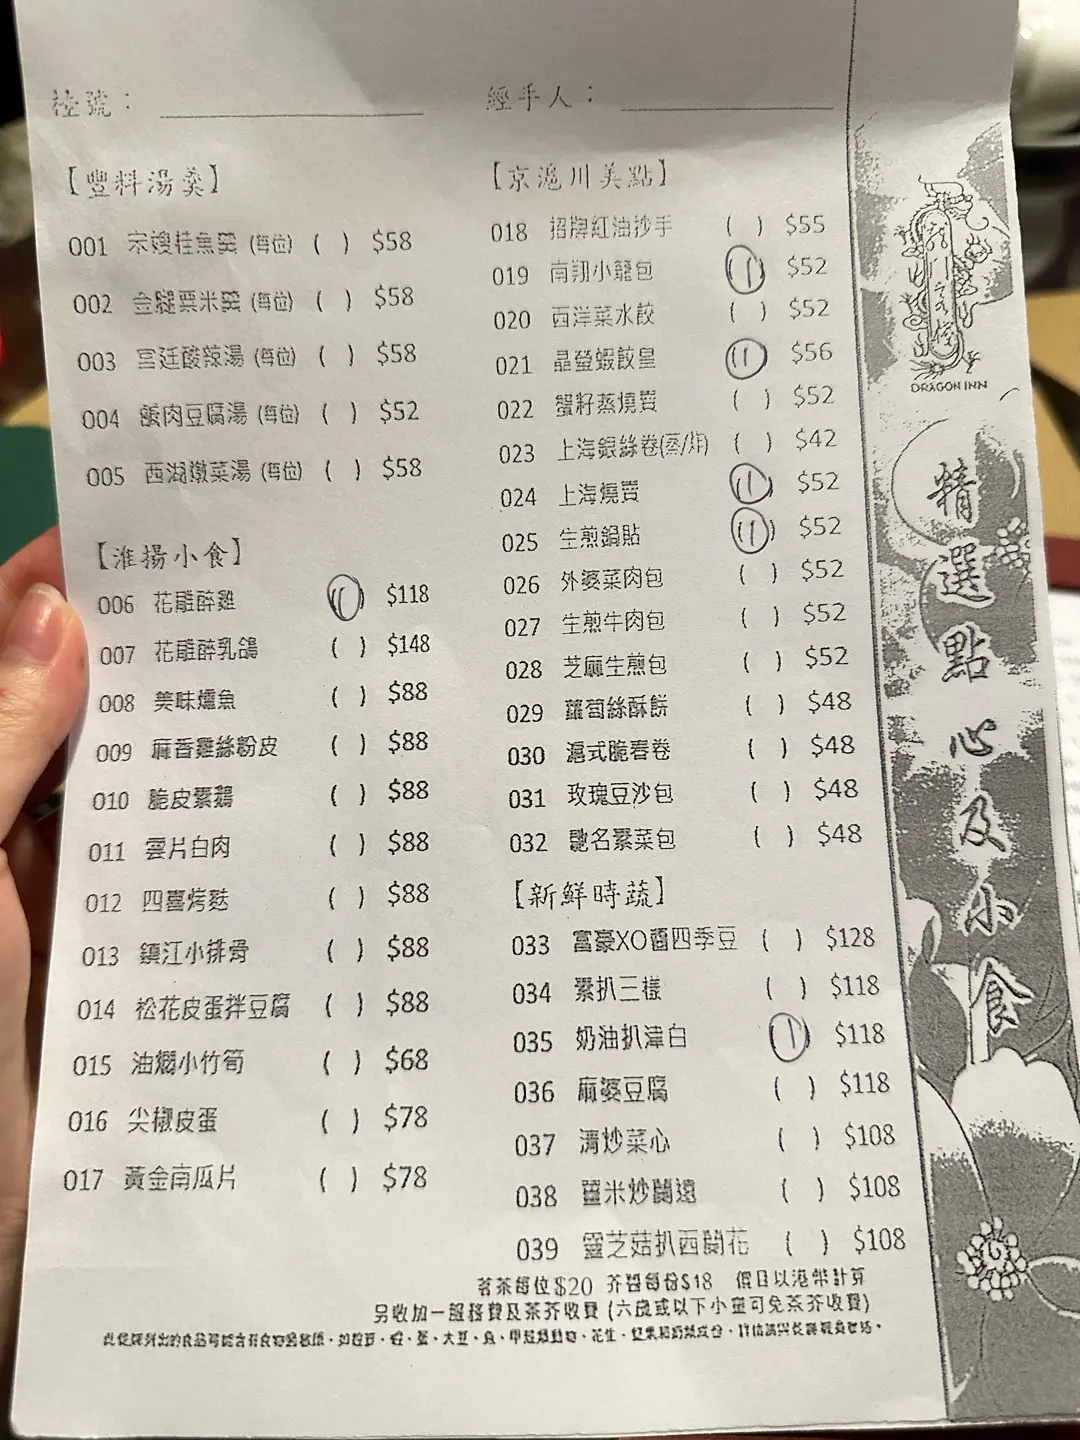 檯號：
【豐料湯羹】
001 宋嫂桂魚羹 (每位) ( ) $58
002 金腿粟米羹 (每位) ( ) $58
003 宮廷酸辣湯 (每位) ( ) $58
004 鹹肉豆腐湯 (每位) ( ) $52
005 西湖燉菜湯 (每位) ( ) $58
【淮揚小食】
006 花雕醉雞 (1) $118
007 花雕醉乳鴿 ( ) $148
008 美味燻魚 ( ) $88
009 麻香雞絲粉皮 ( ) $88
010 脆皮素鵝 ( ) $88
011 雲片白肉 ( ) $88
012 四喜烤麩 ( ) $88
013 鎮江小排骨 ( ) $88
014 松花皮蛋拌豆腐 ( ) $88
015 油燜小竹筍 ( ) $68
016 尖椒皮蛋 ( ) $78
017 黃金南瓜片 ( ) $78
經手人：
【京滬川美點】
018 招牌紅油抄手 ( ) $55
019 南翔小籠包 (1) $52
020 西洋菜水餃 ( ) $52
021 晶瑩蝦餃皇 (1) $56
022 蟹籽蒸燒賣 ( ) $52
023 上海銀絲卷(蒸/炸) ( ) $42
024 上海燒賣 (1) $52
025 生煎鍋貼 (1) $52
026 外婆菜肉包 ( ) $52
027 生煎牛肉包 ( ) $52
028 芝麻生煎包 ( ) $52
029 蘿蔔絲酥餅 ( ) $48
030 滬式脆春卷 ( ) $48
031 玫瑰豆沙包 ( ) $48
032 馳名素菜包 ( ) $48
【新鮮時蔬】
033 富豪XO醬四季豆 ( ) $128
034 素扒三樣 ( ) $118
035 奶油扒津白 (1) $118
036 麻婆豆腐 ( ) $118
037 清炒菜心 ( ) $108
038 薑米炒蘭遠 ( ) $108
039 靈芝菇扒西蘭花 ( ) $108
茗茶每位$20 芥醬每份$18 價目以港幣計算
另收加一服務費及茶芥收費 (六歲或以下小童可免茶芥收費)
DRAGON INN
精選點心及小食